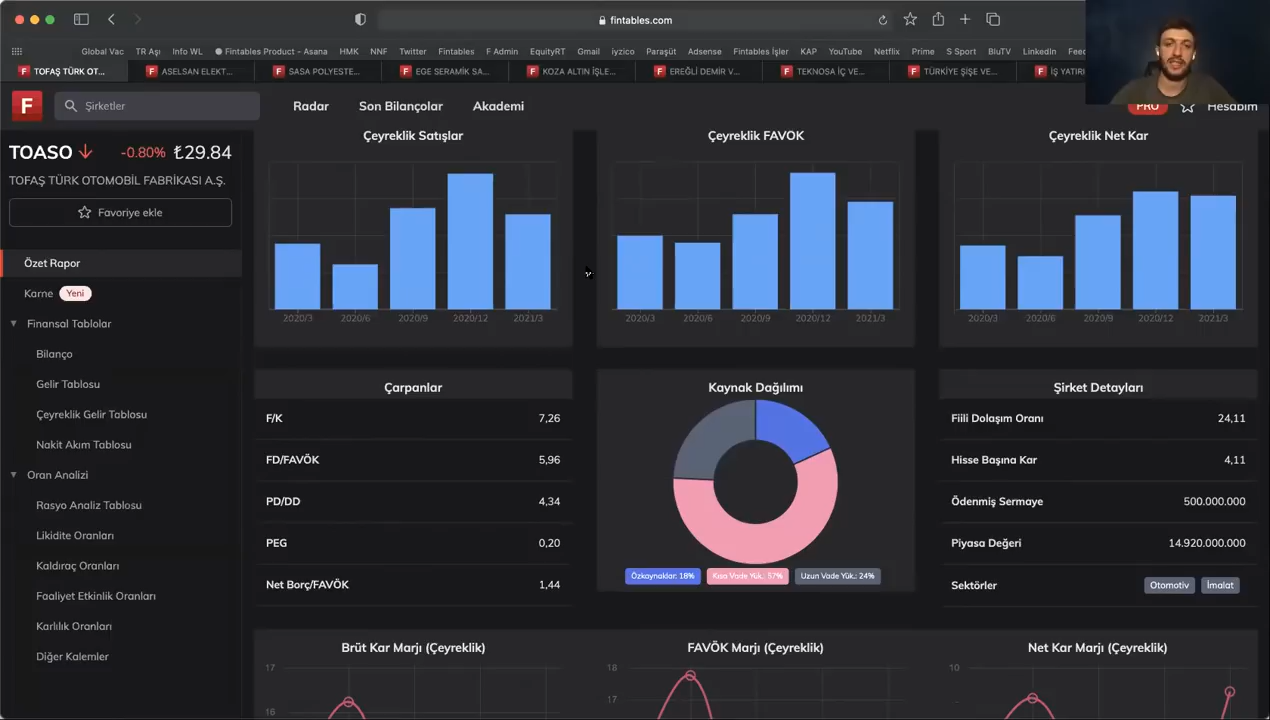 fintables.com
Global Vac TR Aşı Info WL Fintables Product – Asana HMK NNF Twitter Fintables F Admin EquityRT Gmail iyzico Paraşüt Adsense Fintables İşler KAP YouTube Netflix Prime S Sport BluTV LinkedIn
TOFAŞ TÜRK OT... ASELSAN ELEKT... SASA POLYESTE... EGE SERAMİK SA... KOZA ALTIN İŞLE... EREĞLİ DEMİR V... TEKNOSA İÇ VE... TÜRKİYE ŞİŞE VE... İŞ YATIRI
F Şirketler Radar Son Bilançolar Akademi PRO Hesabım
TOASO -0.80% ₺29.84
TOFAŞ TÜRK OTOMOBİL FABRİKASI A.Ş.
Favoriye ekle
Özet Rapor
Karne Yeni
Finansal Tablolar
Bilanço
Gelir Tablosu
Çeyreklik Gelir Tablosu
Nakit Akım Tablosu
Oran Analizi
Rasyo Analiz Tablosu
Likidite Oranları
Kaldıraç Oranları
Faaliyet Etkinlik Oranları
Karlılık Oranları
Diğer Kalemler
Çeyreklik Satışlar
2020/3 2020/6 2020/9 2020/12 2021/3
Çeyreklik FAVÖK
2020/3 2020/6 2020/9 2020/12 2021/3
Çeyreklik Net Kar
2020/3 2020/6 2020/9 2020/12 2021/3
Çarpanlar
F/K 7,26
FD/FAVÖK 5,96
PD/DD 4,34
PEG 0,20
Net Borç/FAVÖK 1,44
Kaynak Dağılımı
Özkaynaklar: 18% Kısa Vade Yük.: 57% Uzun Vade Yük.: 24%
Şirket Detayları
Fiili Dolaşım Oranı 24,11
Hisse Başına Kar 4,11
Ödenmiş Sermaye 500.000.000
Piyasa Değeri 14.920.000.000
Sektörler Otomotiv İmalat
Brüt Kar Marjı (Çeyreklik)
17
16
FAVÖK Marjı (Çeyreklik)
18
17
Net Kar Marjı (Çeyreklik)
10